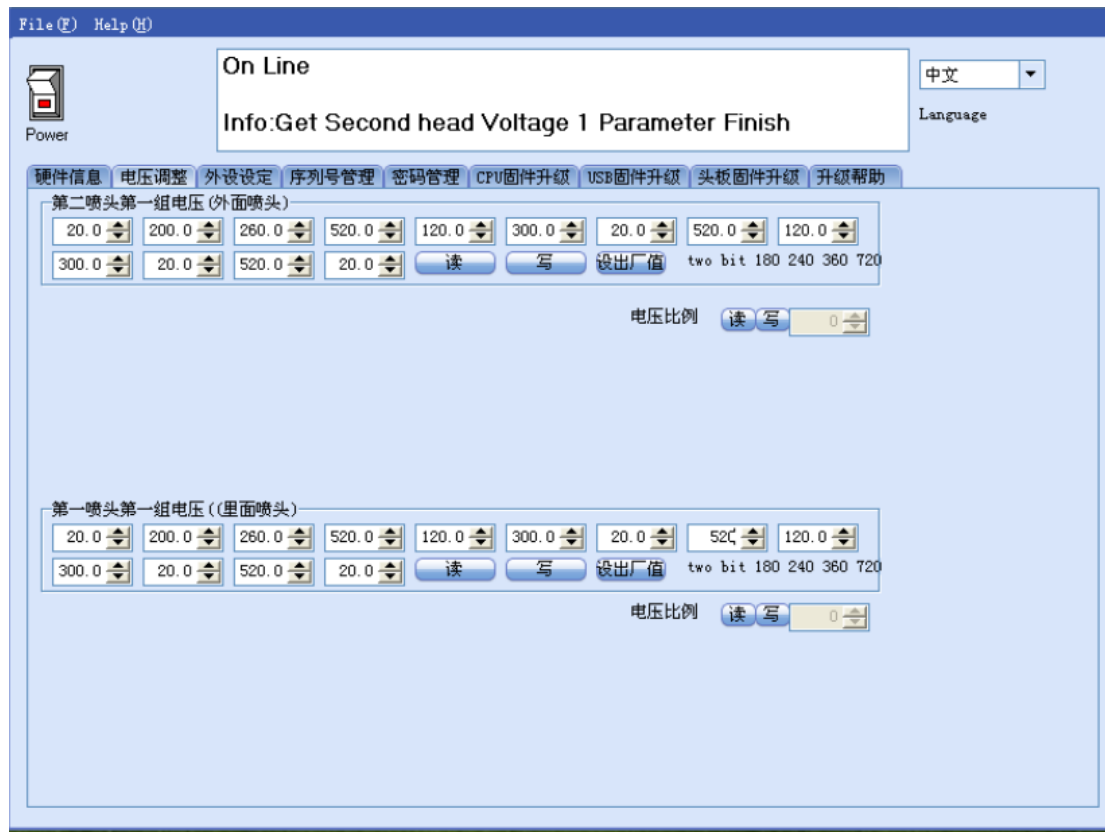 File(F) Help(H)
On Line
Info:Get Second head Voltage 1 Parameter Finish
中文
Language
Power
硬件信息 电压调整 外设设定 序列号管理 密码管理 CPU固件升级 USB固件升级 头板固件升级 升级帮助
第二喷头第一组电压(外面喷头)
20.0 200.0 260.0 520.0 120.0 300.0 20.0 520.0 120.0
300.0 20.0 520.0 20.0 读 写 设出厂值 two bit 180 240 360 720
电压比例 读 写 0
第一喷头第一组电压((里面喷头)
20.0 200.0 260.0 520.0 120.0 300.0 20.0 120.0
300.0 20.0 520.0 20.0 读 写 设出厂值 two bit 180 240 360 720
电压比例 读 写 0